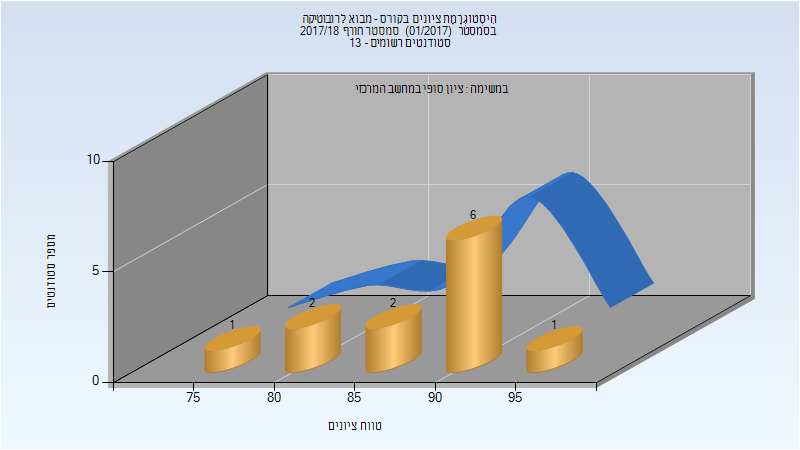 היסטוגרמת ציונים בקורס - מבוא לרובוטיקה
בסמסטר (01/2017) סמסטר חורף 2017/18
סטודנטים רשומים - 13
במשימה : ציון סופי במחשב המרכזי
10
5
0
מספר סטודנטים
1
2
2
6
1
75
80
85
90
95
טווח ציונים